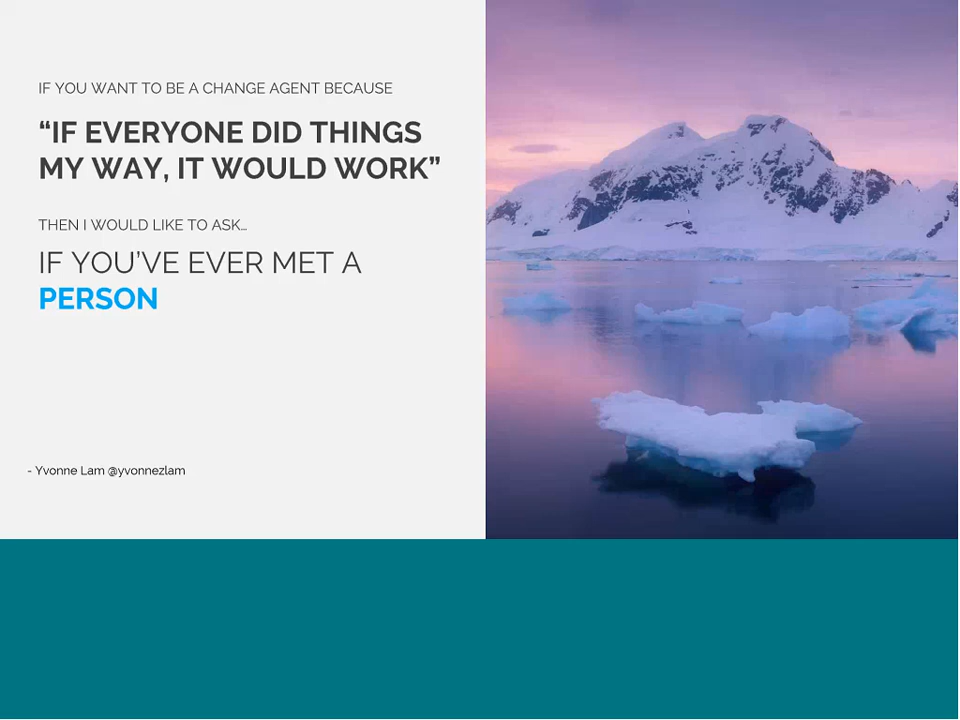 IF YOU WANT TO BE A CHANGE AGENT BECAUSE
“IF EVERYONE DID THINGS
MY WAY, IT WOULD WORK”
THEN I WOULD LIKE TO ASK…
IF YOU’VE EVER MET A
PERSON
- Yvonne Lam @yvonnezlam